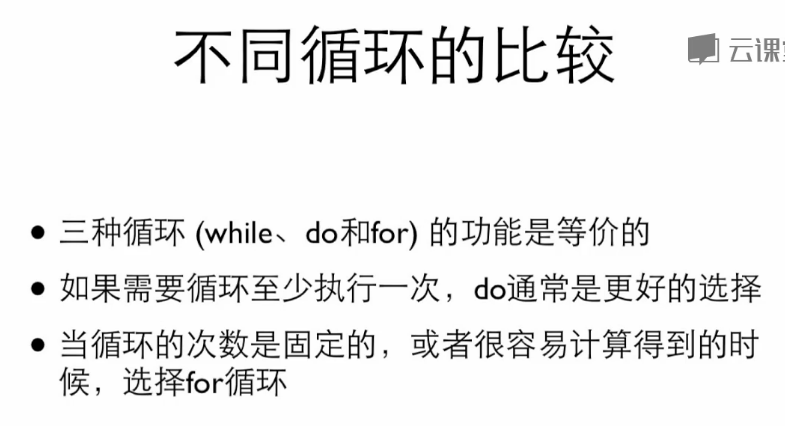 不同循环的比较
云课堂
• 三种循环 (while、do和for) 的功能是等价的
• 如果需要循环至少执行一次，do通常是更好的选择
• 当循环的次数是固定的，或者很容易计算得到的时
候，选择for循环